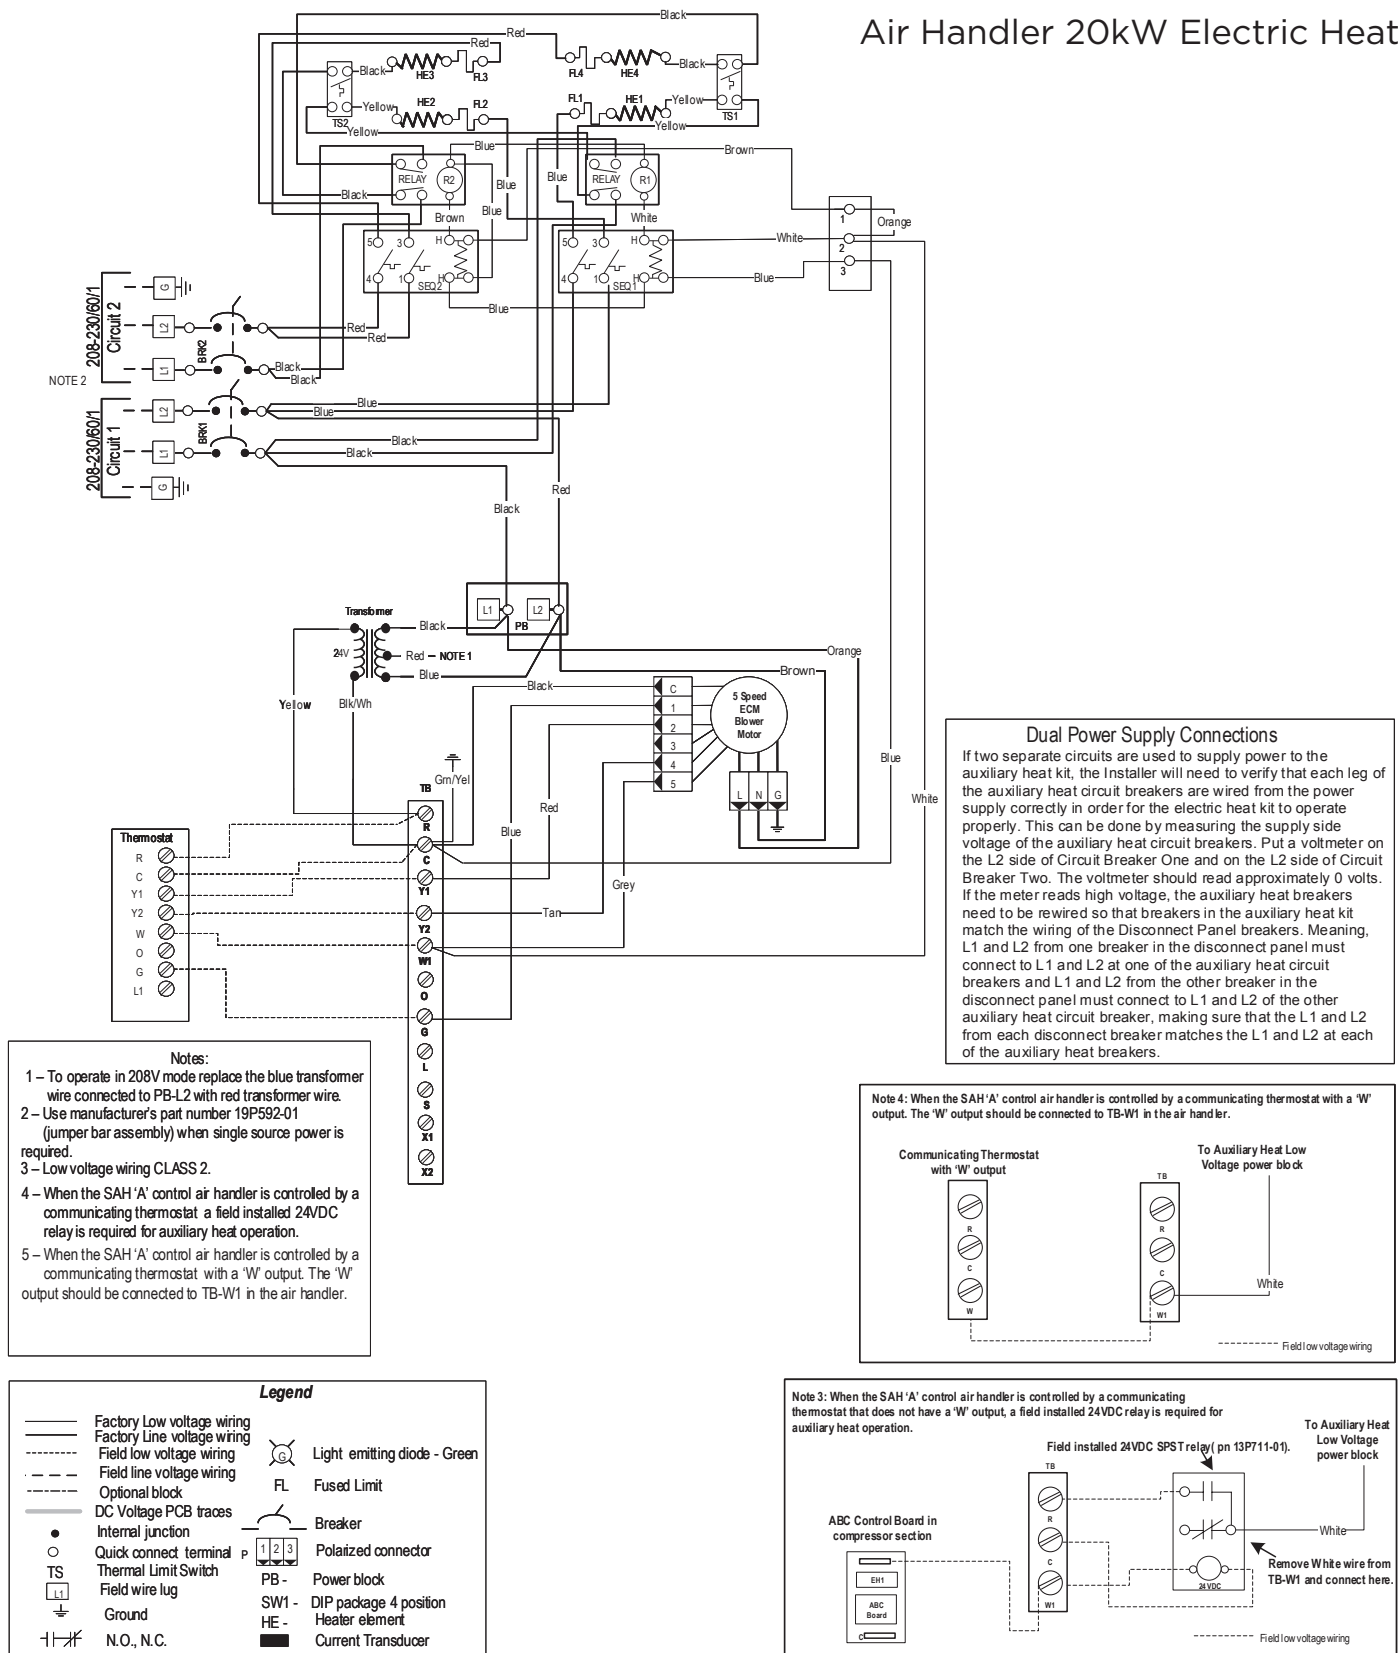 Air Handler 20kW Electric Heat
Black
Red
Red
Black
HE3
FL3
FL4
HE4
Black
Yellow
HE2
FL2
FL1
HE1
Yellow
TS2
Yellow
Yellow
TS1
Blue
Brown
RELAY
R2
Blue
Blue
RELAY
R1
Black
Brown
Blue
White
1
Orange
2
3
White
Blue
5
3
H
4
1
H
SEQ2
5
3
H
4
1
H
SEQ1
Blue
208-230/60/1
Circuit 2
G
L2
L1
BRK2
Red
Red
Black
Black
NOTE 2
208-230/60/1
Circuit 1
L2
L1
G
BRK1
Blue
Blue
Black
Black
Black
Red
Transformer
24V
Black
Red – NOTE 1
Blue
L1
L2
PB
Orange
Brown
Yellow
Blk/Wh
Black
C
1
2
3
4
5
5 Speed
ECM
Blower
Motor
L
N
G
Grn/Yel
Red
Blue
Grey
Tan
Blue
White
TB
R
C
Y1
Y2
W1
O
G
L
S
X1
X2
Thermostat
R
C
Y1
Y2
W
O
G
L1
Dual Power Supply Connections
If two separate circuits are used to supply power to the
auxiliary heat kit, the Installer will need to verify that each leg of
the auxiliary heat circuit breakers are wired from the power
supply correctly in order for the electric heat kit to operate
properly. This can be done by measuring the supply side
voltage of the auxiliary heat circuit breakers. Put a voltmeter on
the L2 side of Circuit Breaker One and on the L2 side of Circuit
Breaker Two. The voltmeter should read approximately 0 volts.
If the meter reads high voltage, the auxiliary heat breakers
need to be rewired so that breakers in the auxiliary heat kit
match the wiring of the Disconnect Panel breakers. Meaning,
L1 and L2 from one breaker in the disconnect panel must
connect to L1 and L2 at one of the auxiliary heat circuit
breakers and L1 and L2 from the other breaker in the
disconnect panel must connect to L1 and L2 of the other
auxiliary heat circuit breaker, making sure that the L1 and L2
from each disconnect breaker matches the L1 and L2 at each
of the auxiliary heat breakers.
Notes:
1 – To operate in 208V mode replace the blue transformer
wire connected to PB-L2 with red transformer wire.
2 – Use manufacturer's part number 19P592-01
(jumper bar assembly) when single source power is
required.
3 – Low voltage wiring CLASS 2.
4 – When the SAH 'A' control air handler is controlled by a
communicating thermostat a field installed 24VDC
relay is required for auxiliary heat operation.
5 – When the SAH 'A' control air handler is controlled by a
communicating thermostat with a 'W' output. The 'W'
output should be connected to TB-W1 in the air handler.
Note 4: When the SAH 'A' control air handler is controlled by a communicating thermostat with a 'W'
output. The 'W' output should be connected to TB-W1 in the air handler.
Communicating Thermostat
with 'W' output
R
C
W
TB
R
C
W1
To Auxiliary Heat Low
Voltage power block
White
Field low voltage wiring
Legend
Factory Low voltage wiring
Factory Line voltage wiring
Field low voltage wiring
Field line voltage wiring
Optional block
DC Voltage PCB traces
Internal junction
Quick connect terminal
TS Thermal Limit Switch
L1 Field wire lug
Ground
N.O., N.C.
G Light emitting diode - Green
FL Fused Limit
Breaker
P 1 2 3 Polarized connector
PB - Power block
SW1 - DIP package 4 position
HE - Heater element
Current Transducer
Note 3: When the SAH 'A' control air handler is controlled by a communicating
thermostat that does not have a 'W' output, a field installed 24VDC relay is required for
auxiliary heat operation.
To Auxiliary Heat
Low Voltage
power block
Field installed 24VDC SPST relay( pn 13P711-01).
TB
R
C
W1
ABC Control Board in
compressor section
EH1
ABC
Board
C
24 VDC
White
Remove White wire from
TB-W1 and connect here.
Field low voltage wiring